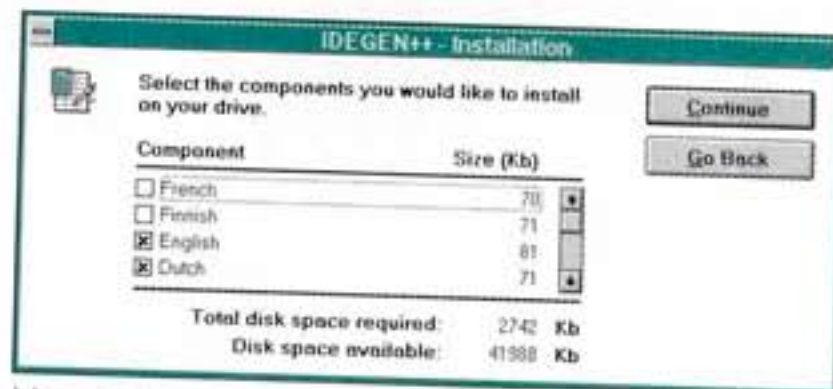 IDEGEN++ - Installation
Select the components you would like to install
on your drive.
Continue
Go Back
Component Size (Kb)
French 70
Finnish 71
English 81
Dutch 71
Total disk space required: 2742 Kb
Disk space available: 41988 Kb